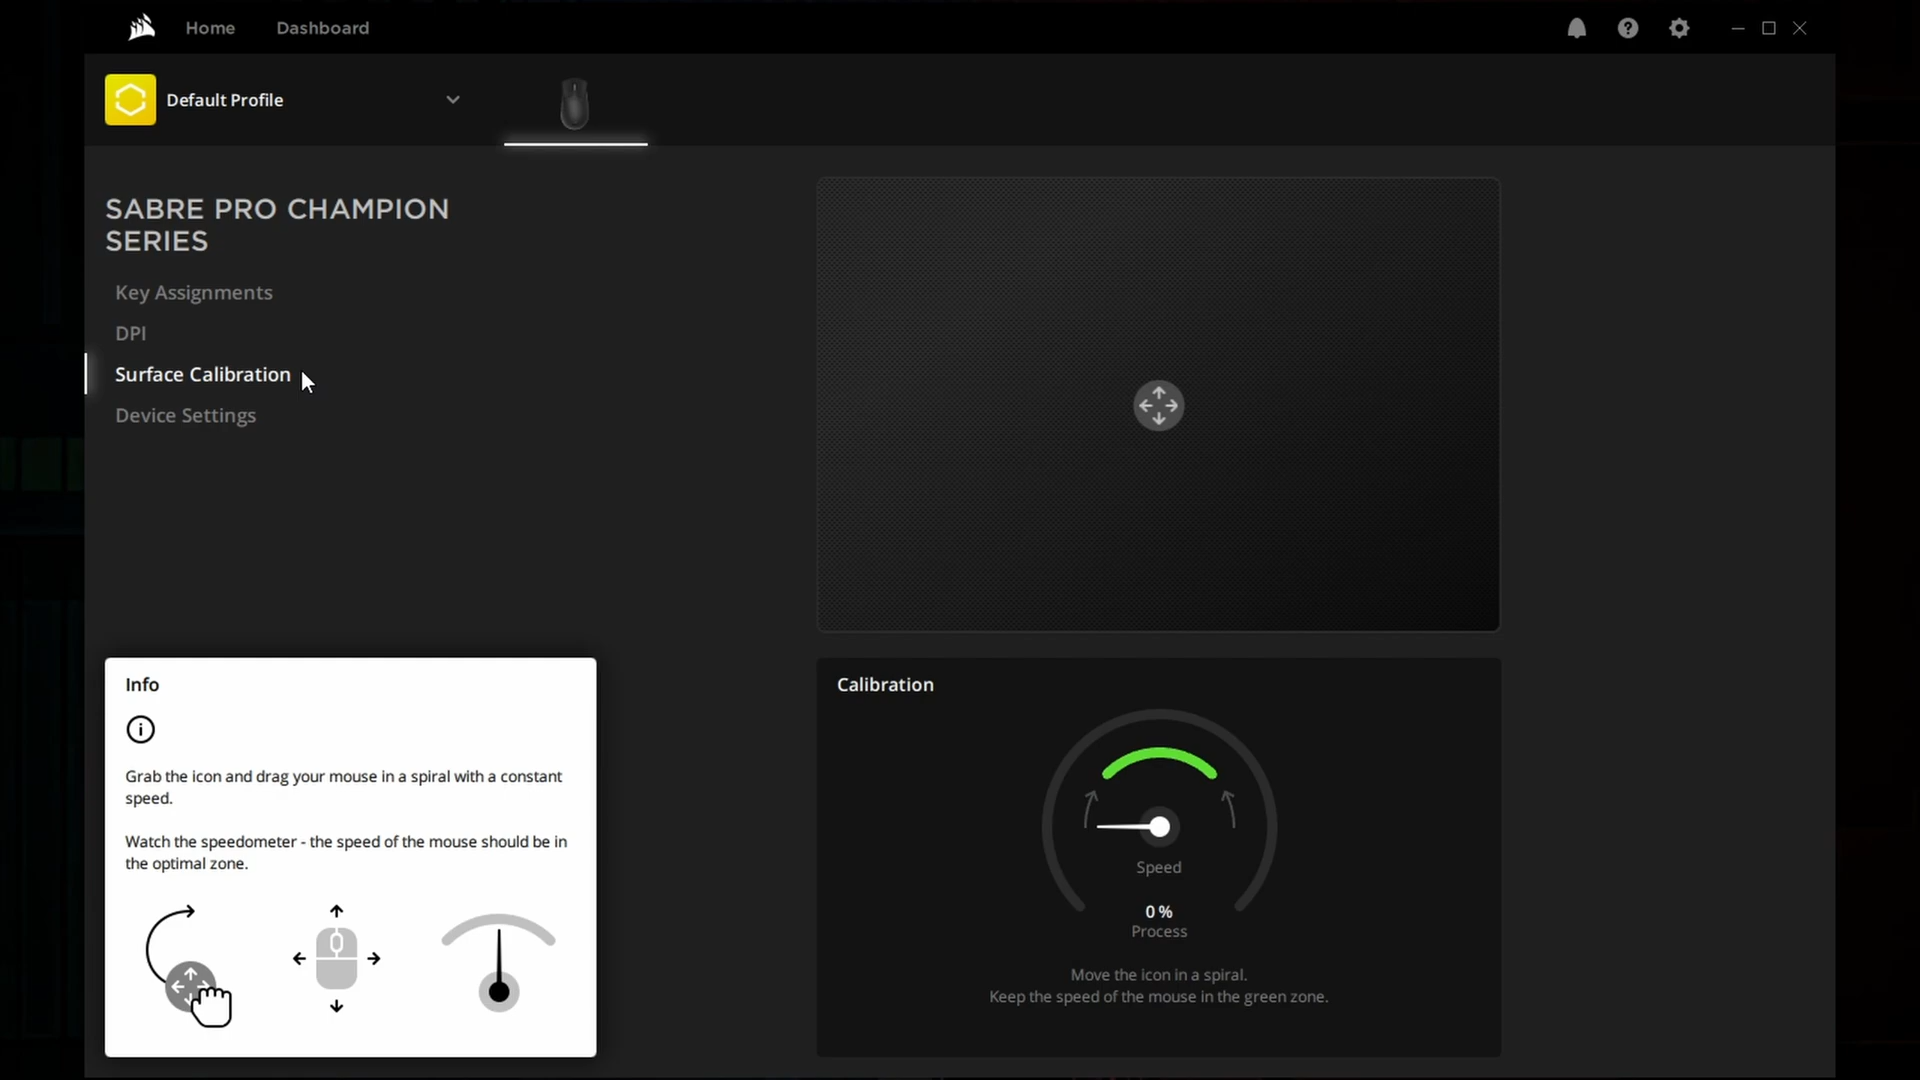 Home
Dashboard
Default Profile
SABRE PRO CHAMPION
SERIES
Key Assignments
DPI
Surface Calibration
Device Settings
Info
Grab the icon and drag your mouse in a spiral with a constant
speed.
Watch the speedometer - the speed of the mouse should be in
the optimal zone.
Calibration
Speed
0 %
Process
Move the icon in a spiral.
Keep the speed of the mouse in the green zone.